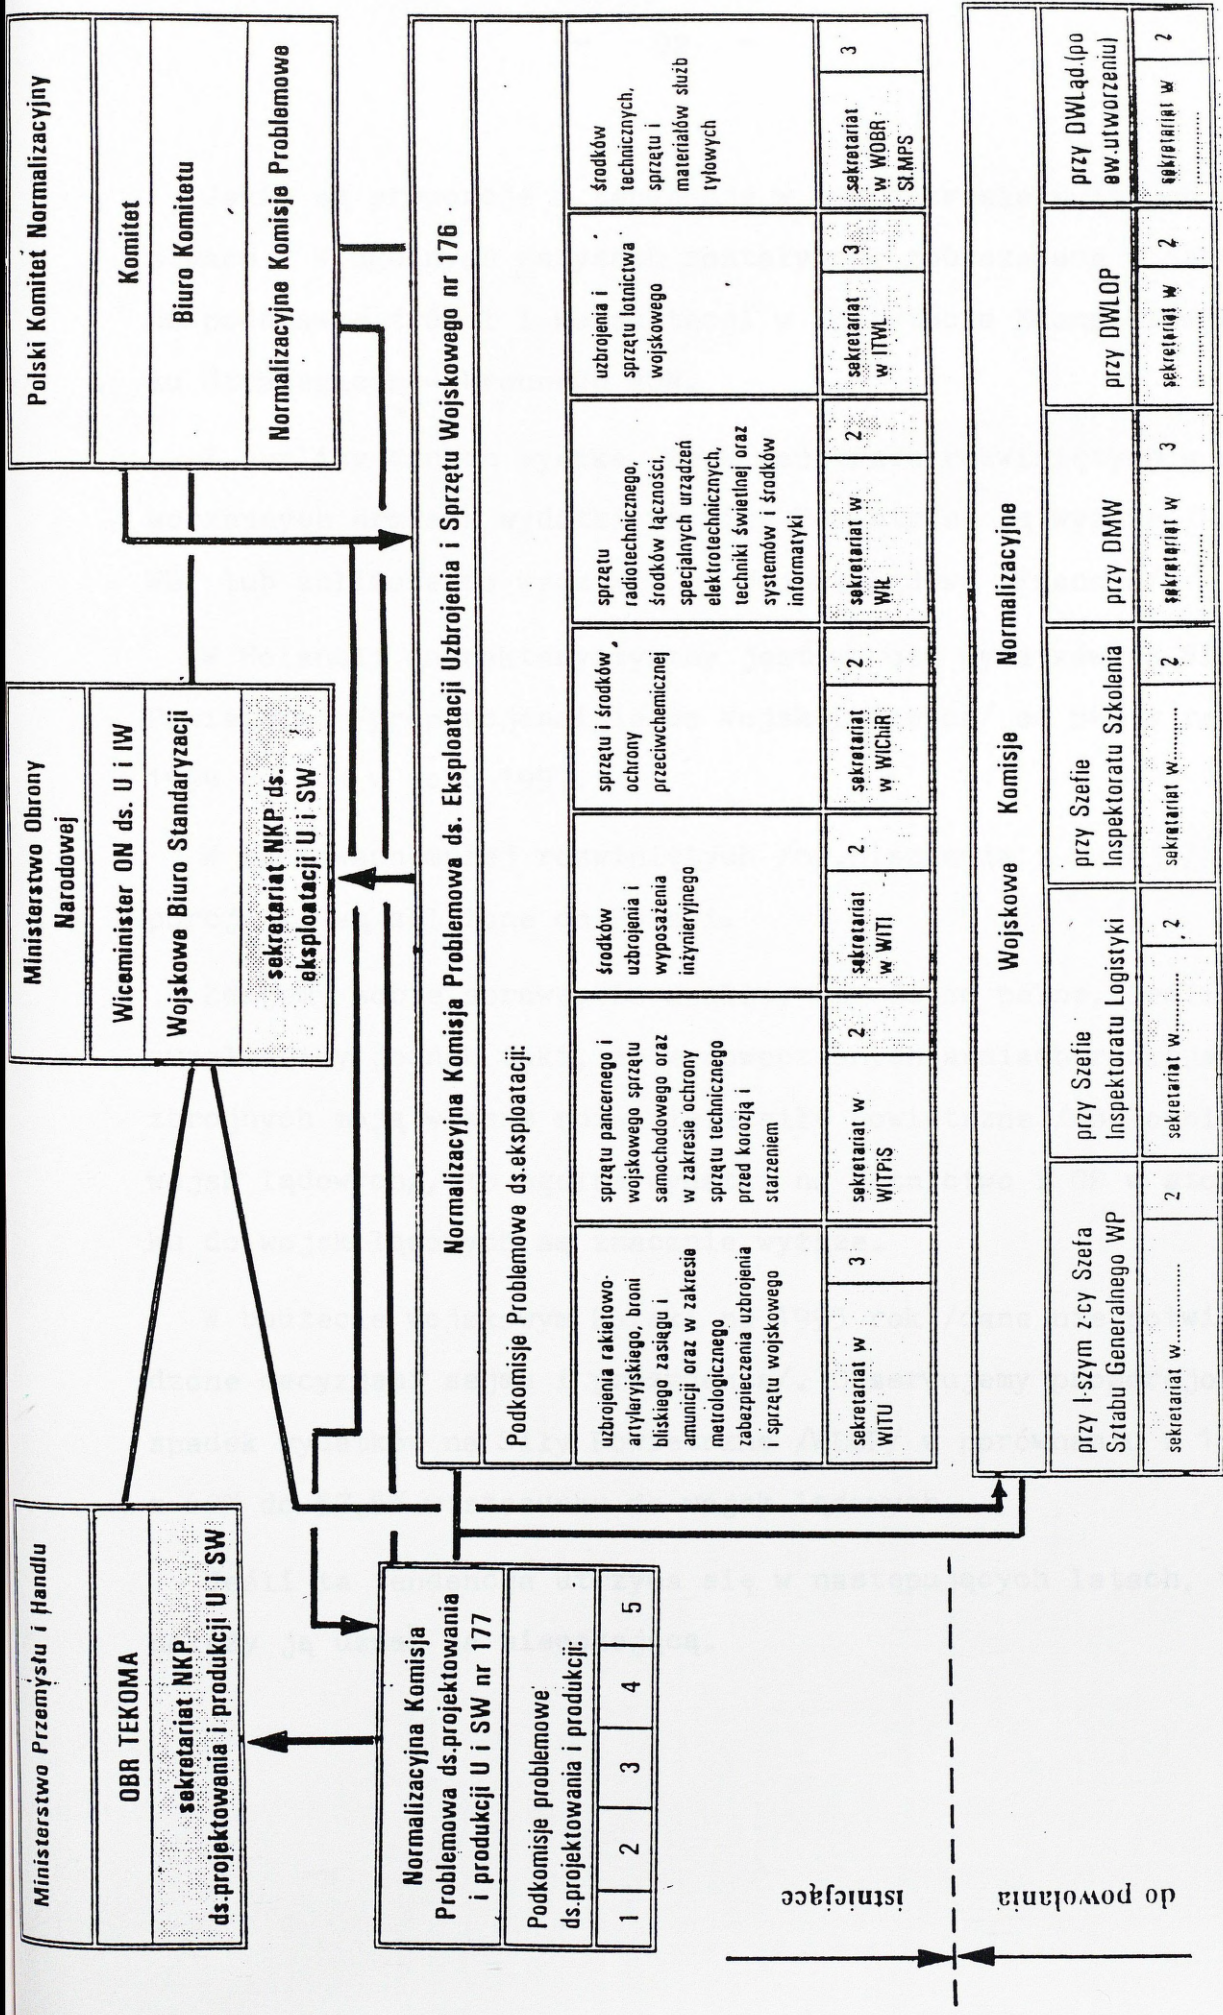 Ministerstwo Przemysłu i Handlu
OBR TEKOMA
sekretariat NKP
ds.projektowania i produkcji U i SW
Ministerstwo Obrony
Narodowej
Wiceminister ON ds. U i IW
Wojskowe Biuro Standaryzacji
sekretariat NKP ds.
eksploatacji U i SW
Polski Komitet Normalizacyjny
Komitet
Biuro Komitetu
Normalizacyjne Komisje Problemowe
Normalizacyjna Komisja
Problemowa ds.projektowania
i produkcji U i SW nr 177
Podkomisje problemowe
ds.projektowania i produkcji:
1 2 3 4 5
Normalizacyjna Komisja Problemowa ds. Eksploatacji Uzbrojenia i Sprzętu Wojskowego nr 176
Podkomisje Problemowe ds.eksploatacji:
uzbrojenia rakietowo-
artyleryjskiego, broni
bliskiego zasięgu i
amunicji oraz w zakresie
metrologicznego
zabezpieczenia uzbrojenia
i sprzętu wojskowego
sekretariat w 3
WITU
sprzętu pancernego i
wojskowego sprzętu
samochodowego oraz
w zakresie ochrony
sprzętu technicznego
przed korozją i
starzeniem
sekretariat w 2
WITPiS
środków
uzbrojenia i
wyposażenia
inżynieryjnego
sekretariat 2
w WITI
sprzętu i środków
ochrony
przeciwchemicznej
sekretariat 2
w WIChiR
sprzętu
radiotechnicznego,
środków łączności,
specjalnych urządzeń
elektrotechnicznych,
techniki świetlnej oraz
systemów i środków
informatyki
sekretariat w 2
WIŁ
uzbrojenia i
sprzętu lotnictwa
wojskowego
sekretariat 3
w ITWL
środków
technicznych,
sprzętu i
materiałów służb
tyłowych
sekretariat 3
w WOBR
Sł.MPS
Wojskowe Komisje Normalizacyjne
przy I-szym z-cy Szefa
Sztabu Generalnego WP
sekretariat w............ 2
przy Szefie
Inspektoratu Logistyki
sekretariat w........... 2
przy Szefie
Inspektoratu Szkolenia
sekretariat w.......... 2
przy DMW
sekretariat w 3
............
przy DWLOP
sekretariat w 2
............
przy DWLąd.(po
ew.utworzeniu)
sekretariat w 2
............
istniejące
do powołania